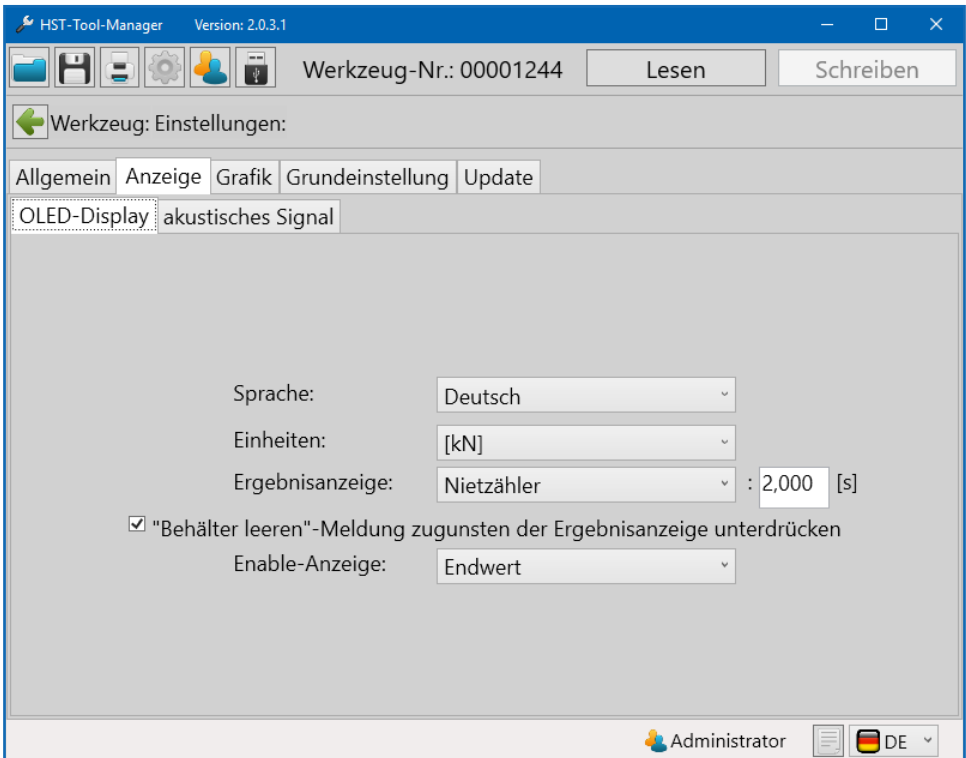 HST-Tool-Manager Version: 2.0.3.1
Werkzeug-Nr.: 00001244 Lesen Schreiben
Werkzeug: Einstellungen:
Allgemein Anzeige Grafik Grundeinstellung Update
OLED-Display akustisches Signal
Sprache: Deutsch
Einheiten: [kN]
Ergebnisanzeige: Nietzähler : 2,000 [s]
"Behälter leeren"-Meldung zugunsten der Ergebnisanzeige unterdrücken
Enable-Anzeige: Endwert
Administrator DE